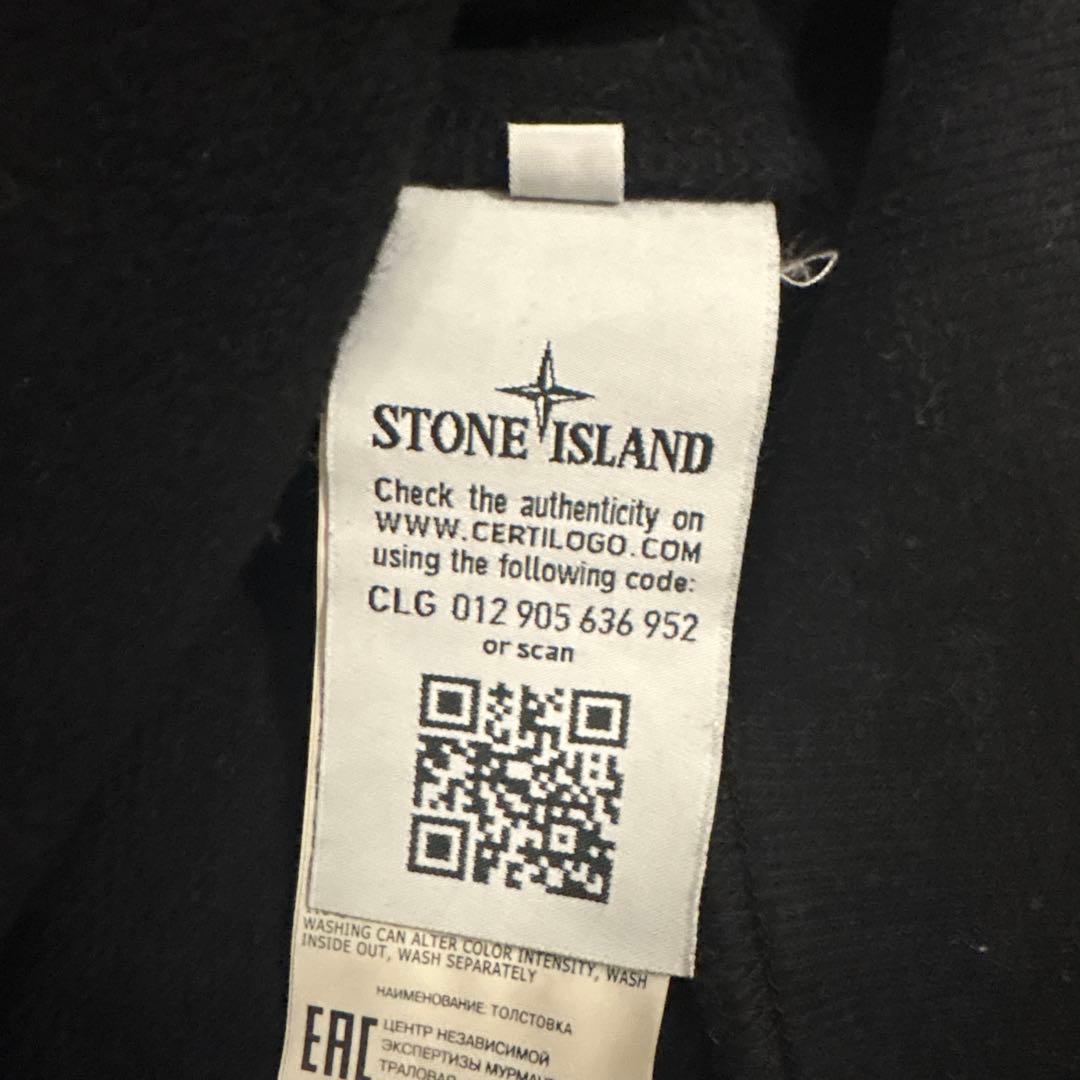 STONE ISLAND
Check the authenticity on
WWW.CERTILOGO.COM
using the following code:
CLG 012 905 636 952
or scan
WASHING CAN ALTER COLOR INTENSITY, WASH
INSIDE OUT, WASH SEPARATELY
НАИМЕНОВАНИЕ: ТОЛСТОВКА
EAC
ЦЕНТР НЕЗАВИСИМОЙ
ЭКСПЕРТИЗЫ